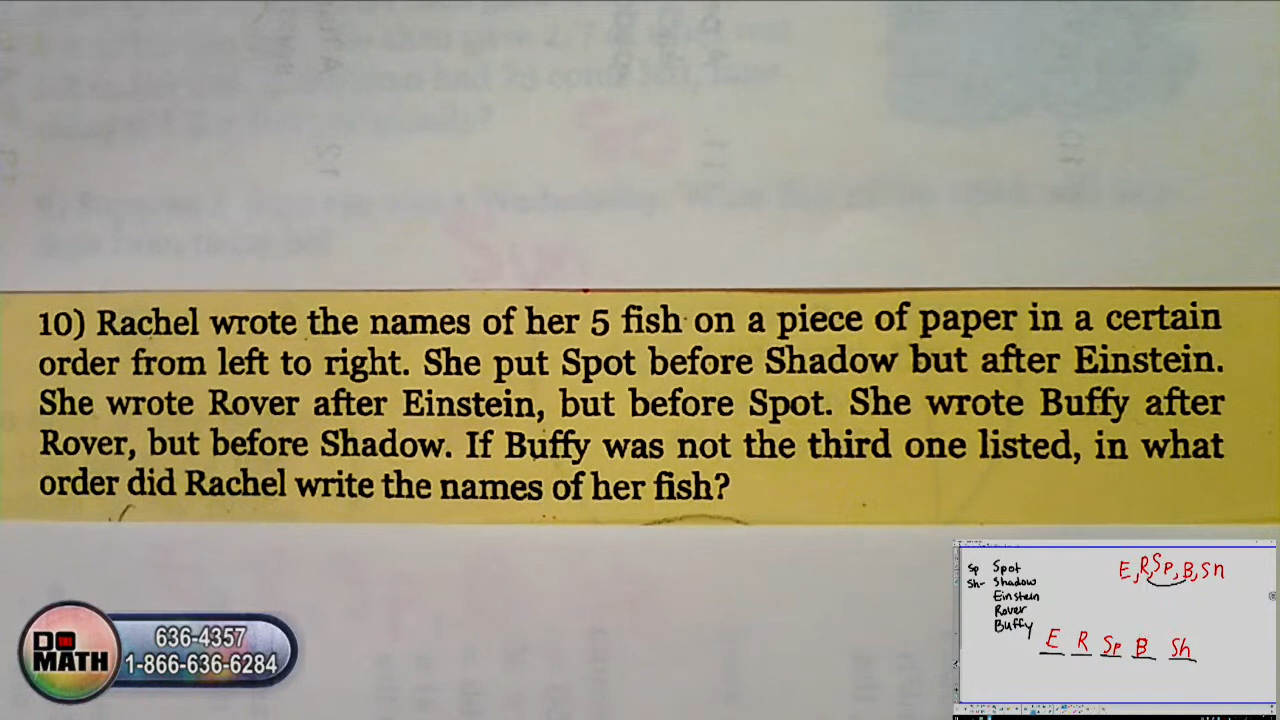 10) Rachel wrote the names of her 5 fish on a piece of paper in a certain
order from left to right. She put Spot before Shadow but after Einstein.
She wrote Rover after Einstein, but before Spot. She wrote Buffy after
Rover, but before Shadow. If Buffy was not the third one listed, in what
order did Rachel write the names of her fish?
Sp Spot
Sh- Shadow
Einstein
Rover
Buffy
E, R, Sp, B, Sh
E R Sp B Sh
DO THE MATH
636-4357
1-866-636-6284